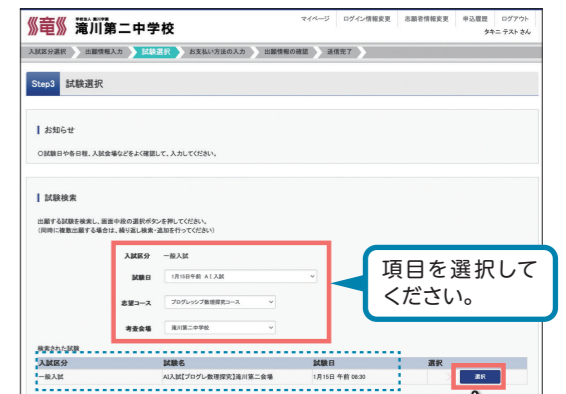 竜 滝川第二中学校
マイページ ログイン情報変更 志願者情報変更 申込履歴 ログアウト
タキニ テスト さん
入試区分選択 出願情報入力 試験選択 お支払い方法の入力 出願情報の確認 送信完了
Step3 試験選択
お知らせ
○試験日や各日程、入試会場などをよく確認して、入力してください。
試験検索
出願する試験を検索し、画面中段の選択ボタンを押してください。
(同時に複数出願する場合は、繰り返し検索・追加を行ってください)
入試区分 一般入試
試験日 1月15日午前 AⅠ入試
志望コース プログレッシブ数理探究コース
考査会場 滝川第二中学校
項目を選択して
ください。
検索された試験
入試区分 試験名 試験日 選択
一般入試 AI入試【プログレ数理探究】滝川第二会場 1月15日 午前 08:30 選択